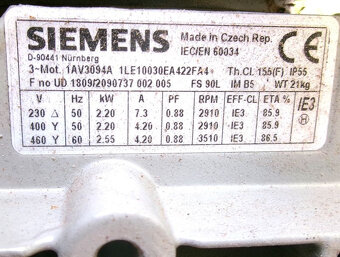 SIEMENS
Made in Czech Rep.
IEC/EN 60034
CE
D-90441 Nürnberg
3~Mot. 1AV3094A 1LE10030EA422FA4 Th.Cl.155(F) IP55
F no UD 1809/2090737 002 005 FS 90L IM B5 WT 21kg
V Hz kW A PF RPM EFF-CL ETA %
230 Δ 50 2.20 7.3 0.88 2910 IE3 85.9
400 Y 50 2.20 4.20 0.88 2910 IE3 85.9
460 Y 60 2.55 4.20 0.88 3510 IE3 86.5
IE3